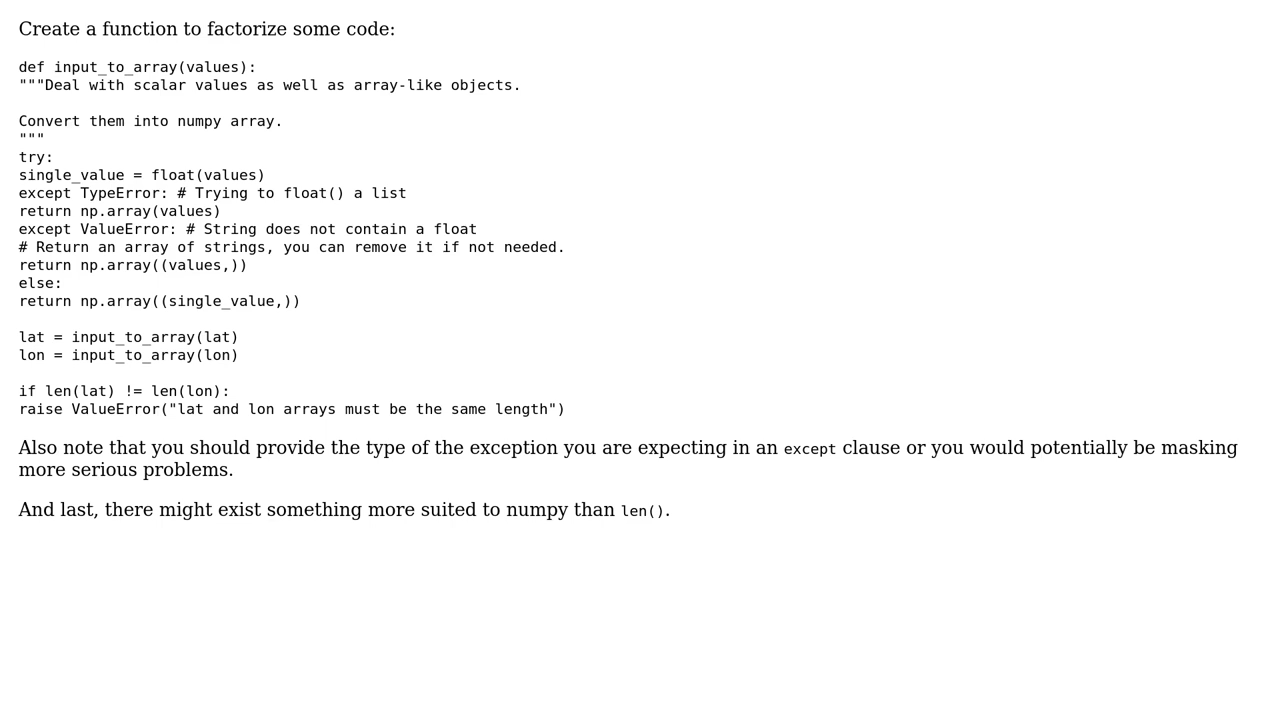 Create a function to factorize some code:
def input_to_array(values):
"""Deal with scalar values as well as array-like objects.
Convert them into numpy array.
"""
try:
single_value = float(values)
except TypeError: # Trying to float() a list
return np.array(values)
except ValueError: # String does not contain a float
# Return an array of strings, you can remove it if not needed.
return np.array((values,))
else:
return np.array((single_value,))
lat = input_to_array(lat)
lon = input_to_array(lon)
if len(lat) != len(lon):
raise ValueError("lat and lon arrays must be the same length")
Also note that you should provide the type of the exception you are expecting in an except clause or you would potentially be masking
more serious problems.
And last, there might exist something more suited to numpy than len().